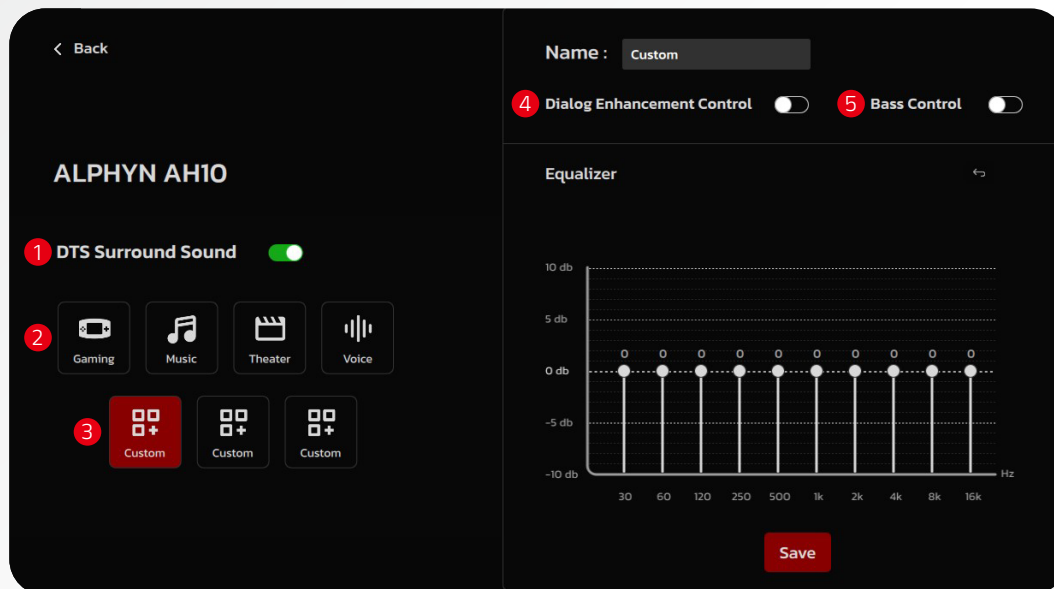 Back
ALPHYN AH10
1 DTS Surround Sound
2
Gaming Music Theater Voice
3
Custom Custom Custom
Name : Custom
4 Dialog Enhancement Control 5 Bass Control
Equalizer
10 db
5 db
0 0 0 0 0 0 0 0 0 0
0 db
-5 db
-10 db
Hz
30 60 120 250 500 1k 2k 4k 8k 16k
Save